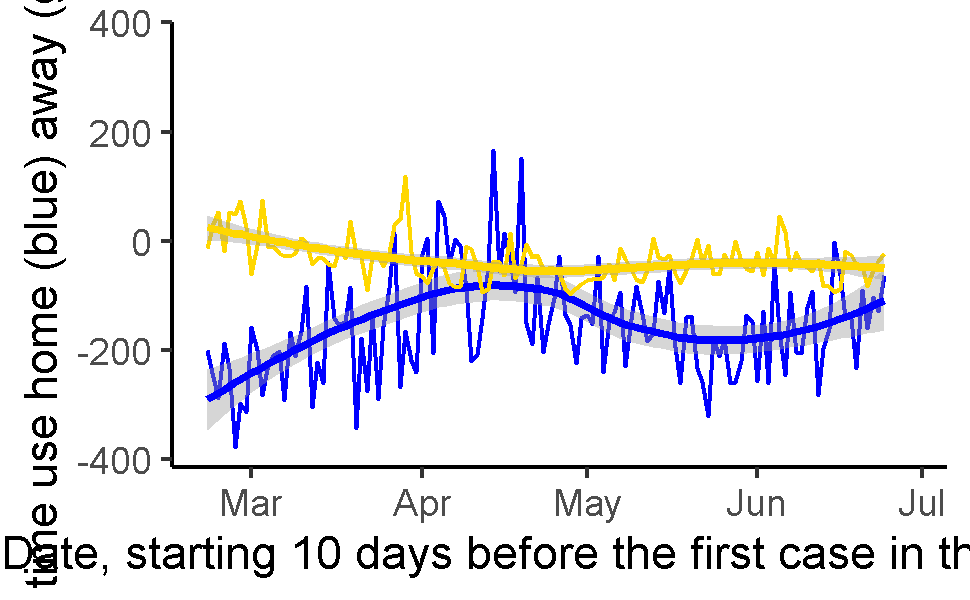 time use home (blue) away (
400
200
0
-200
-400
Mar Apr May Jun Jul
Date, starting 10 days before the first case in th